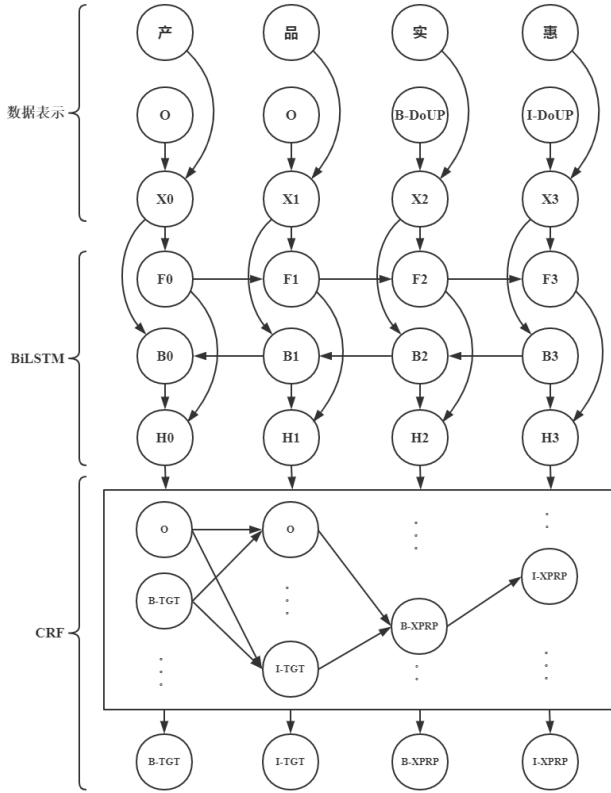 产 品 实 惠
数据表示
O O B-DoUP I-DoUP
X0 X1 X2 X3
F0 F1 F2 F3
BiLSTM
B0 B1 B2 B3
H0 H1 H2 H3
O O
I-XPRP
B-TGT
CRF
B-XPRP
I-TGT
B-TGT I-TGT B-XPRP I-XPRP